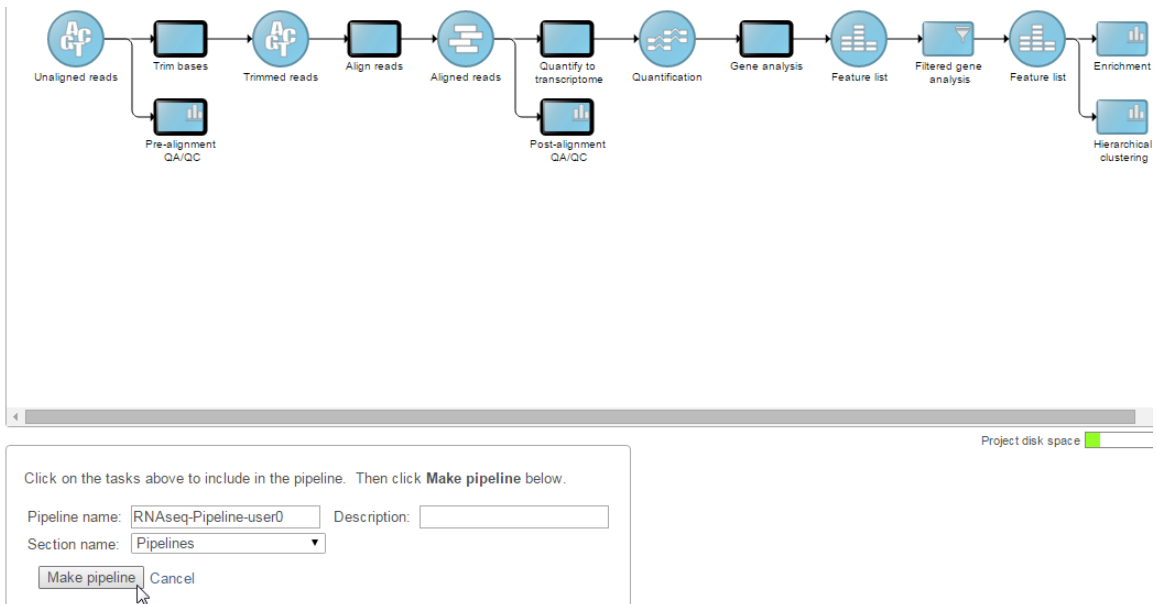 Unaligned reads
Trim bases
Trimmed reads
Align reads
Aligned reads
Quantify to
transcriptome
Quantification
Gene analysis
Feature list
Filtered gene
analysis
Feature list
Enrichment
Pre-alignment
QA/QC
Post-alignment
QA/QC
Hierarchical
clustering
Project disk space
Click on the tasks above to include in the pipeline. Then click Make pipeline below.
Pipeline name: RNAseq-Pipeline-user0 Description:
Section name: Pipelines
Make pipeline Cancel